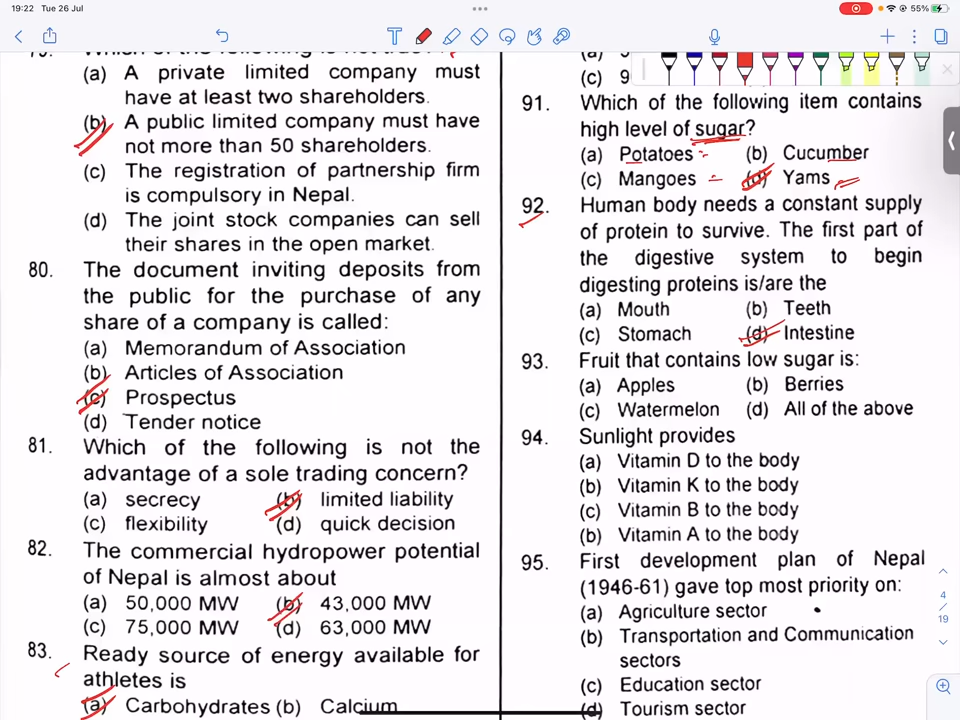 19:22 Tue 26 Jul
55%
(a) A private limited company must
have at least two shareholders.
(b) A public limited company must have
not more than 50 shareholders.
(c) The registration of partnership firm
is compulsory in Nepal.
(d) The joint stock companies can sell
their shares in the open market.
80. The document inviting deposits from
the public for the purchase of any
share of a company is called:
(a) Memorandum of Association
(b) Articles of Association
(c) Prospectus
(d) Tender notice
81. Which of the following is not the
advantage of a sole trading concern?
(a) secrecy (b) limited liability
(c) flexibility (d) quick decision
82. The commercial hydropower potential
of Nepal is almost about
(a) 50,000 MW (b) 43,000 MW
(c) 75,000 MW (d) 63,000 MW
83. Ready source of energy available for
athletes is
(a) Carbohydrates (b) Calcium
(c) 9
91. Which of the following item contains
high level of sugar?
(a) Potatoes (b) Cucumber
(c) Mangoes (d) Yams
92. Human body needs a constant supply
of protein to survive. The first part of
the digestive system to begin
digesting proteins is/are the
(a) Mouth (b) Teeth
(c) Stomach (d) Intestine
93. Fruit that contains low sugar is:
(a) Apples (b) Berries
(c) Watermelon (d) All of the above
94. Sunlight provides
(a) Vitamin D to the body
(b) Vitamin K to the body
(c) Vitamin B to the body
(b) Vitamin A to the body
95. First development plan of Nepal
(1946-61) gave top most priority on:
(a) Agriculture sector
(b) Transportation and Communication
sectors
(c) Education sector
(d) Tourism sector
4
/
19